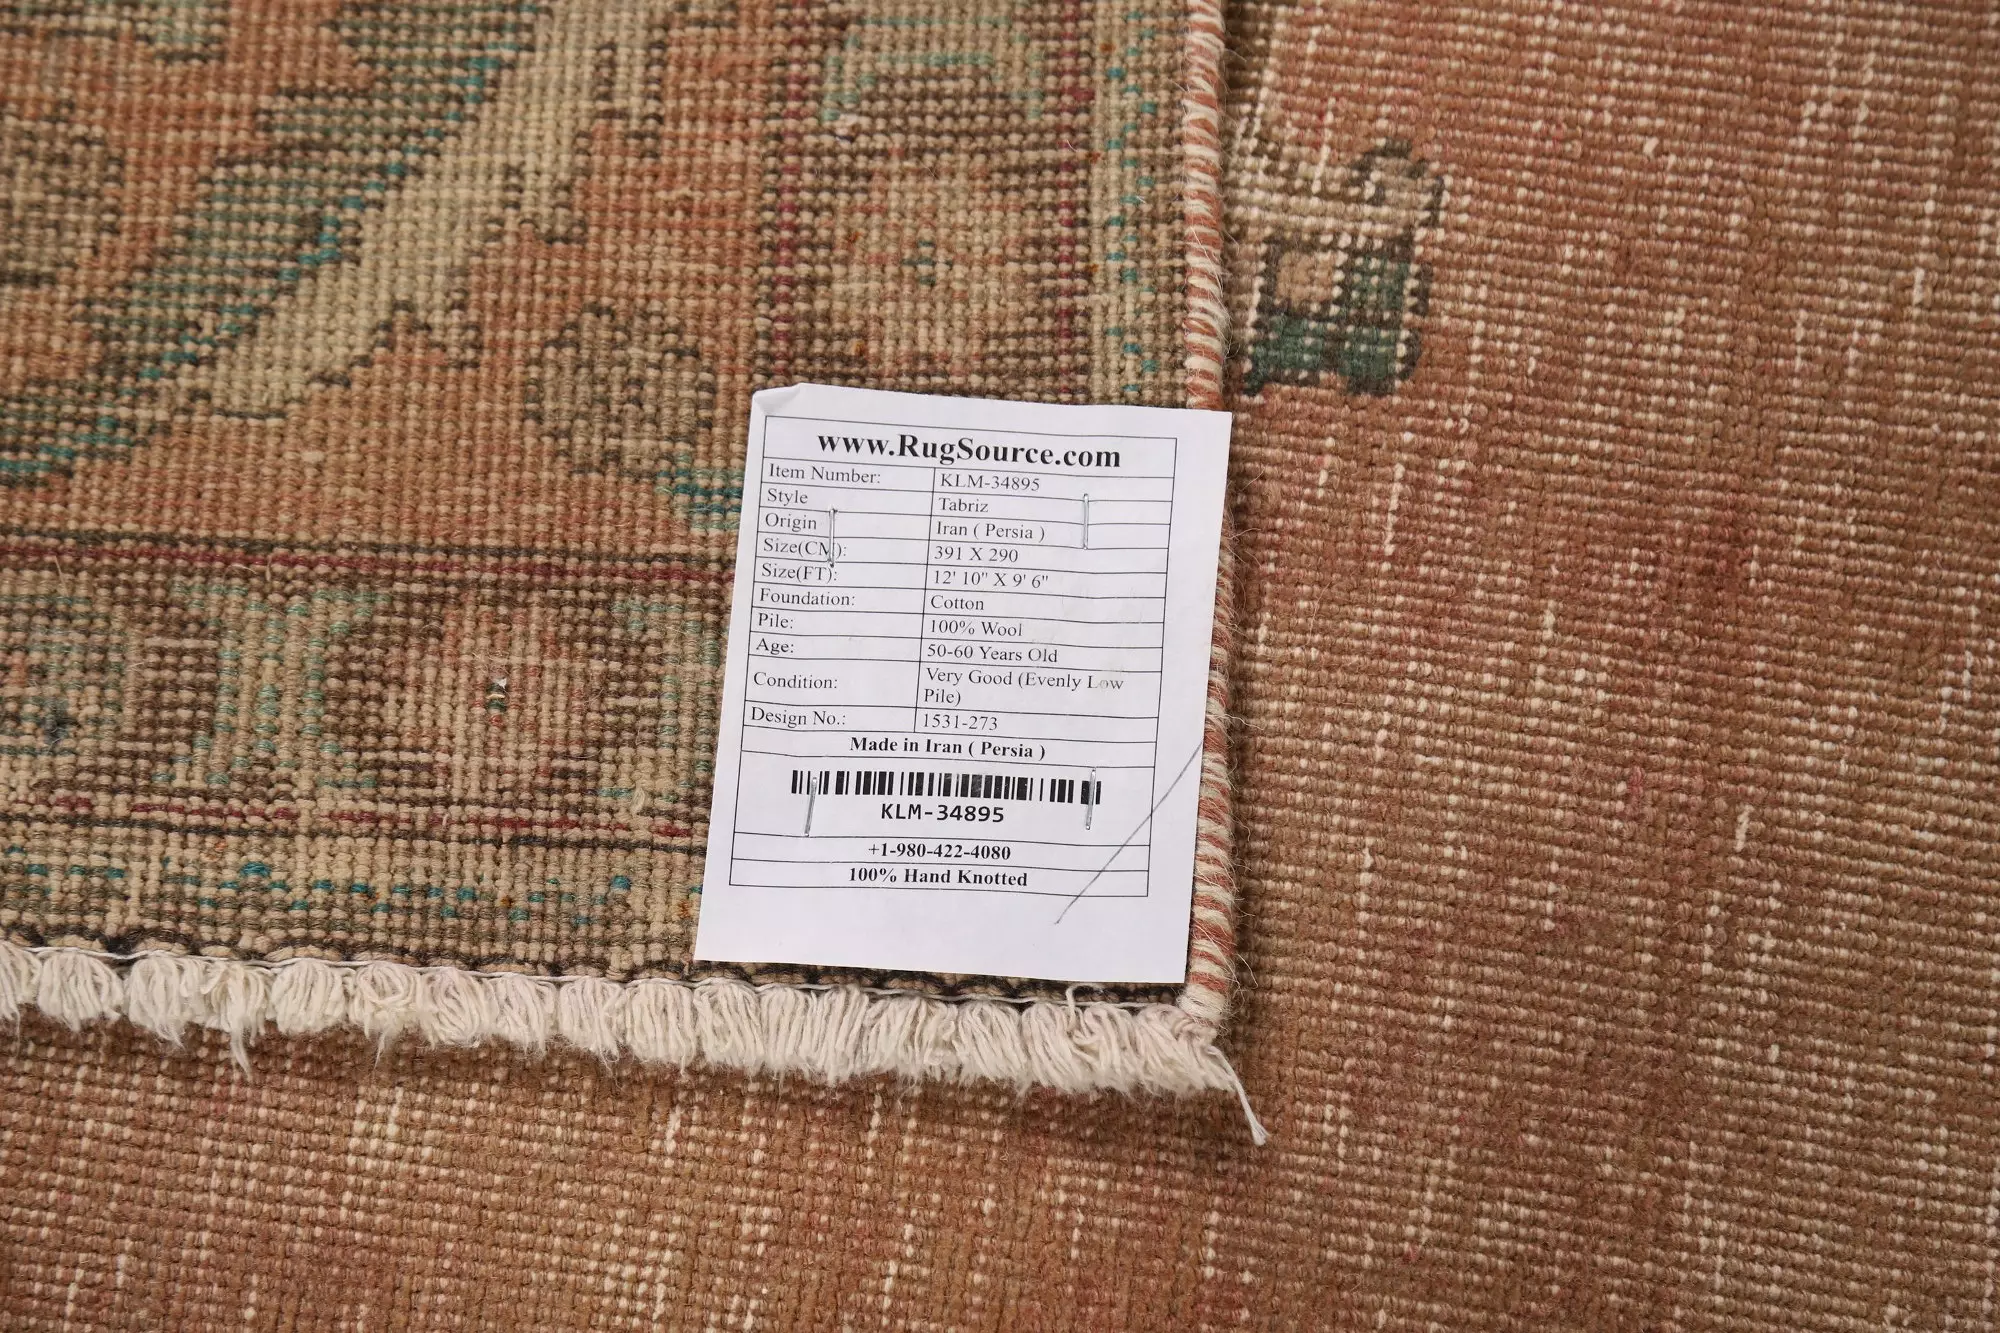 www.RugSource.com
Item Number: KLM-34895
Style Tabriz
Origin Iran ( Persia )
Size(CM): 391 X 290
Size(FT): 12' 10" X 9' 6"
Foundation: Cotton
Pile: 100% Wool
Age: 50-60 Years Old
Condition: Very Good (Evenly Low
Pile)
Design No.: 1531-273
Made in Iran ( Persia )
KLM-34895
+1-980-422-4080
100% Hand Knotted